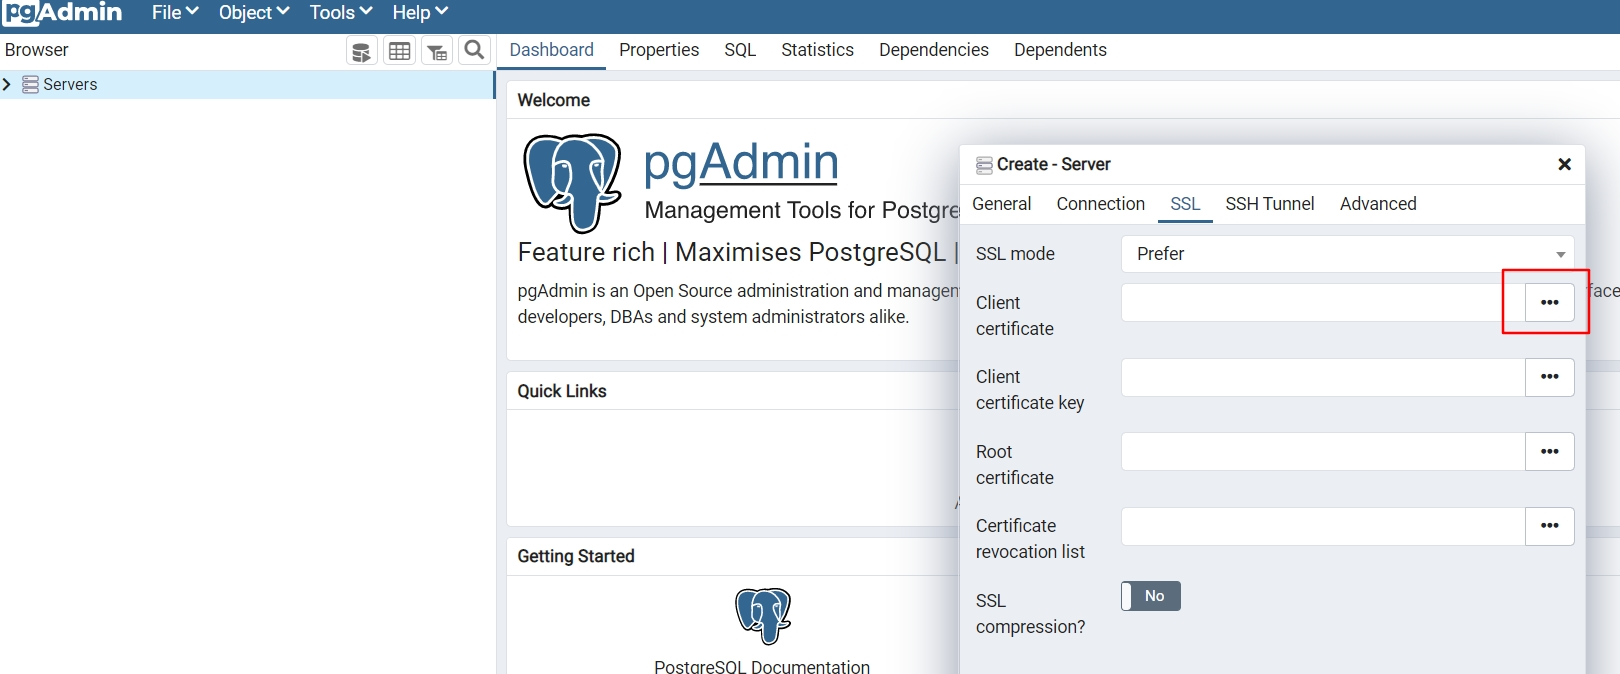 pgAdmin File Object Tools Help
Browser
Dashboard Properties SQL Statistics Dependencies Dependents
Servers
Welcome
pgAdmin
Management Tools for Postgre
Feature rich | Maximises PostgreSQL |
pgAdmin is an Open Source administration and managem
face
developers, DBAs and system administrators alike.
Quick Links
Getting Started
PostgreSQL Documentation
Create - Server
General Connection SSL SSH Tunnel Advanced
SSL mode
Prefer
Client
certificate
Client
certificate key
Root
certificate
Certificate
revocation list
SSL
compression?
No